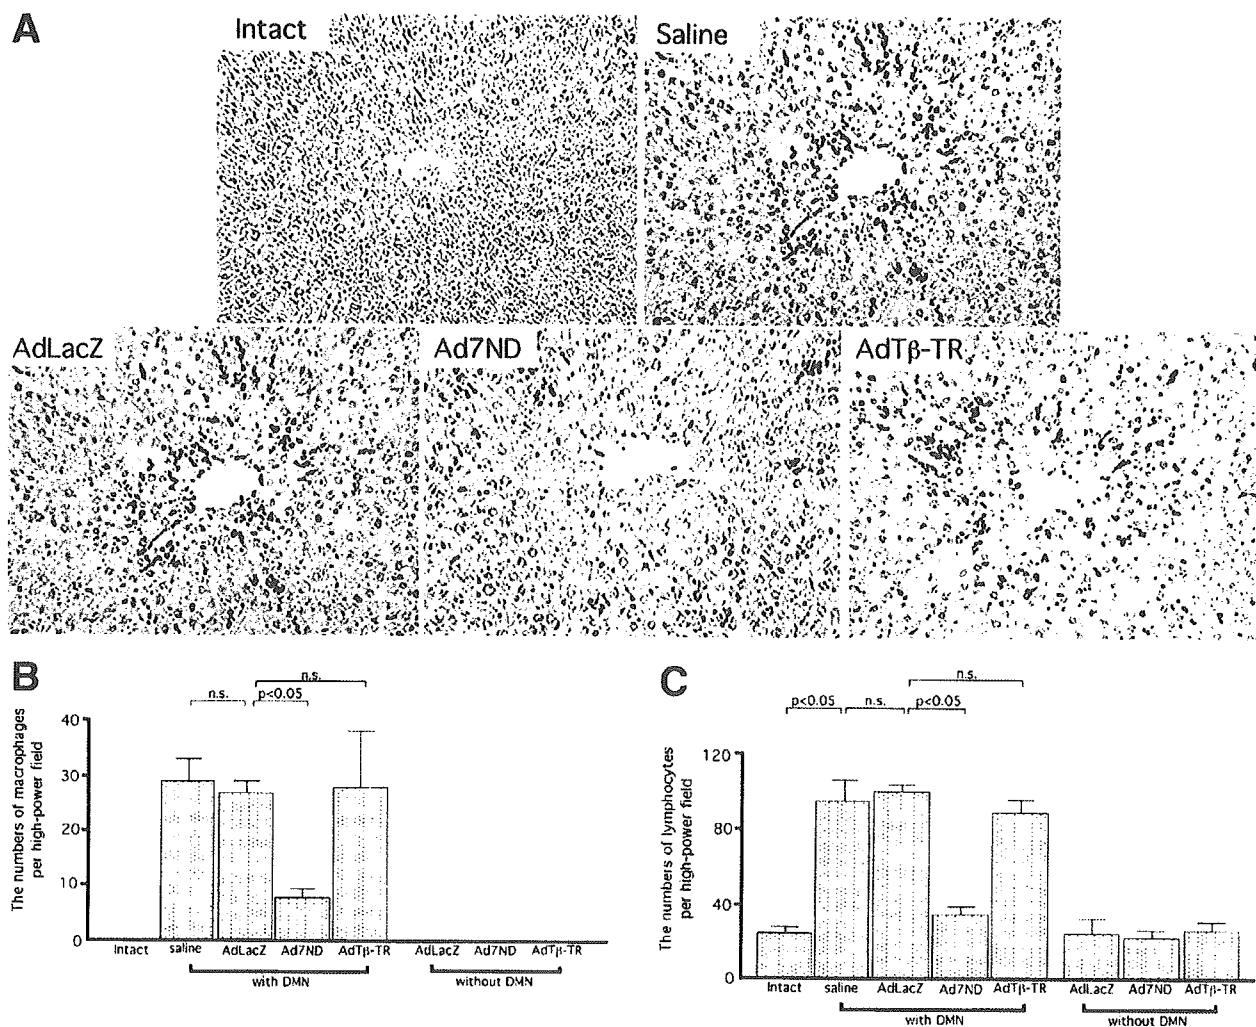 A
Intact
Saline
AdLacZ
Ad7ND
AdTβ-TR
B
n.s.
n.s.
p<0.05
The numbers of macrophages
per high-power field
40
30
20
10
0
Intact
saline
AdLacZ
Ad7ND
AdTβ-TR
AdLacZ
Ad7ND
AdTβ-TR
with DMN
without DMN
C
n.s.
p<0.05
n.s.
p<0.05
The numbers of lymphocytes
per high-power field
120
80
40
0
Intact
saline
AdLacZ
Ad7ND
AdTβ-TR
AdLacZ
Ad7ND
AdTβ-TR
with DMN
without DMN